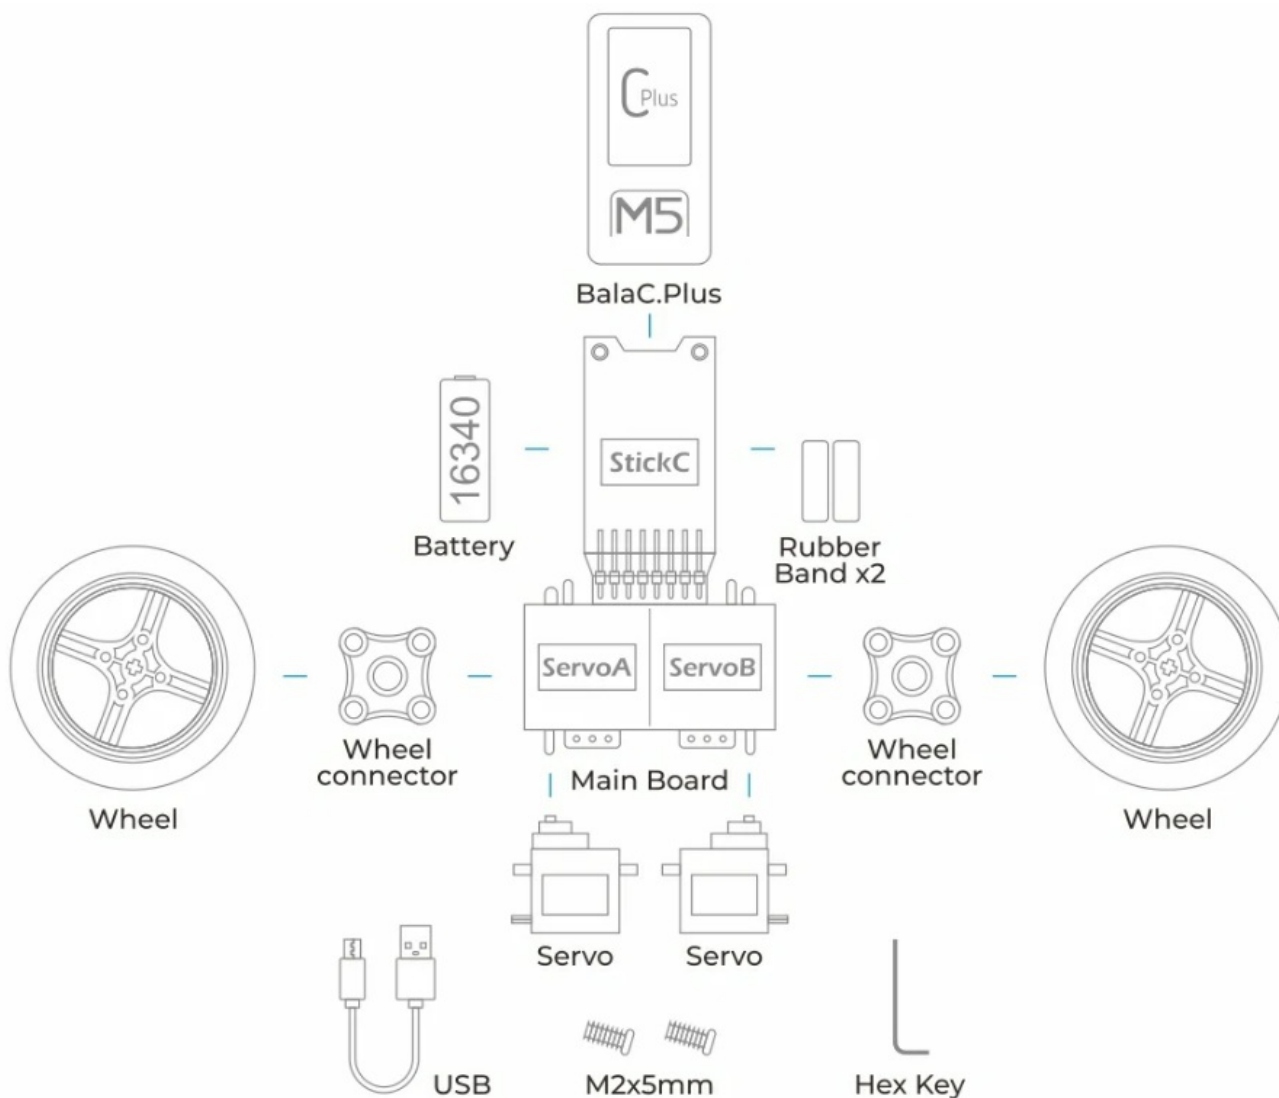 C Plus
M5
BalaC.Plus
16340
Battery
StickC
Rubber
Band x2
ServoA
ServoB
Wheel
connector
Main Board
Wheel
connector
Wheel
Wheel
Servo
Servo
USB
M2x5mm
Hex Key